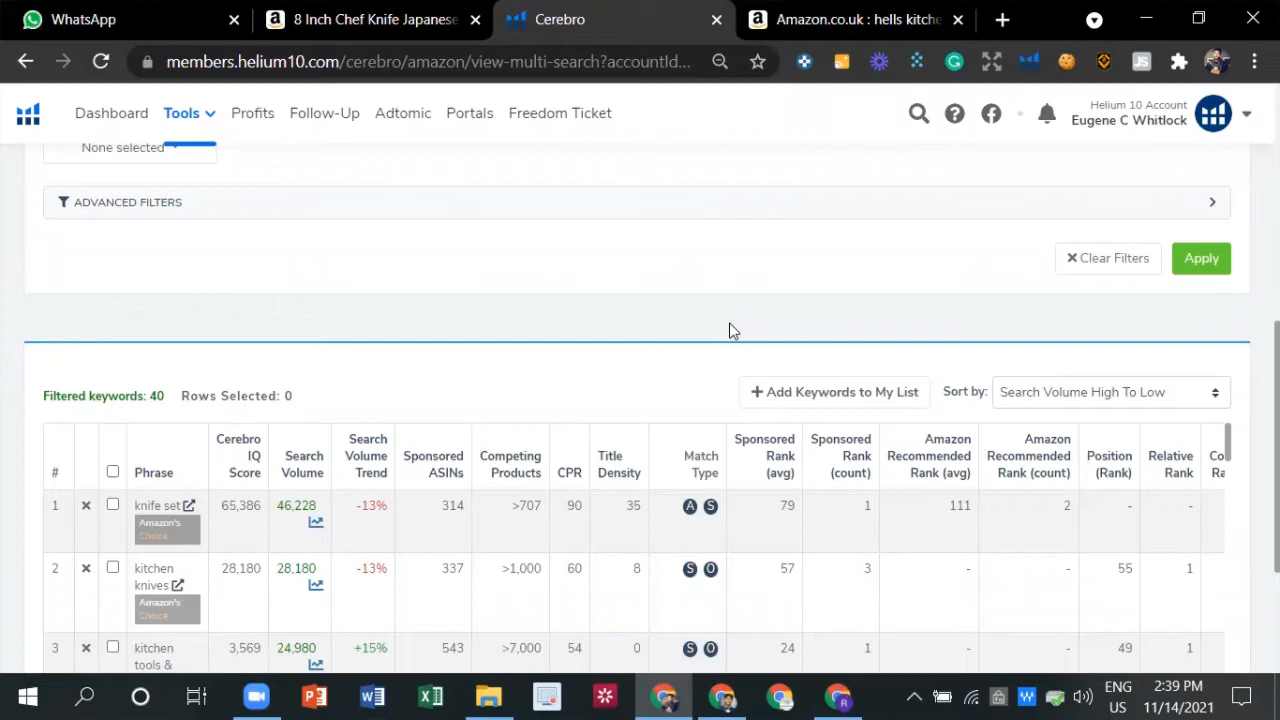 WhatsApp
8 Inch Chef Knife Japanese
Cerebro
Amazon.co.uk : hells kitche
members.helium10.com/cerebro/amazon/view-multi-search?accountId...
Dashboard Tools Profits Follow-Up Adtomic Portals Freedom Ticket
Helium 10 Account
Eugene C Whitlock
None selected
ADVANCED FILTERS
Clear Filters
Apply
Filtered keywords: 40 Rows Selected: 0
+ Add Keywords to My List
Sort by: Search Volume High To Low
# Phrase Cerebro IQ Score Search Volume Search Volume Trend Sponsored ASINs Competing Products CPR Title Density Match Type Sponsored Rank (avg) Sponsored Rank (count) Amazon Recommended Rank (avg) Amazon Recommended Rank (count) Position (Rank) Relative Rank Co Ra
1 knife set 65,386 46,228 -13% 314 >707 90 35 A S 79 1 111 2 - -
Amazon's
Choice
2 kitchen knives 28,180 28,180 -13% 337 >1,000 60 8 S O 57 3 - - 55 1
Amazon's
Choice
3 kitchen tools & 3,569 24,980 +15% 543 >7,000 54 0 S O 24 1 - - 49 1
ENG
US
2:39 PM
11/14/2021